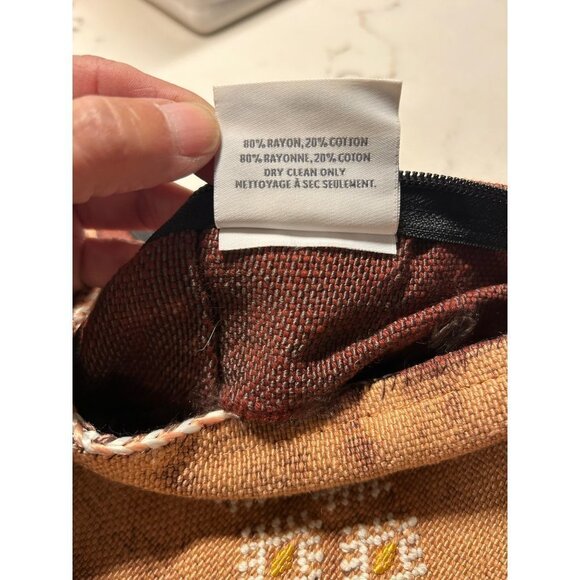 80% RAYON, 20% COTTON
80% RAYONNE, 20% COTON
DRY CLEAN ONLY
NETTOYAGE À SEC SEULEMENT.